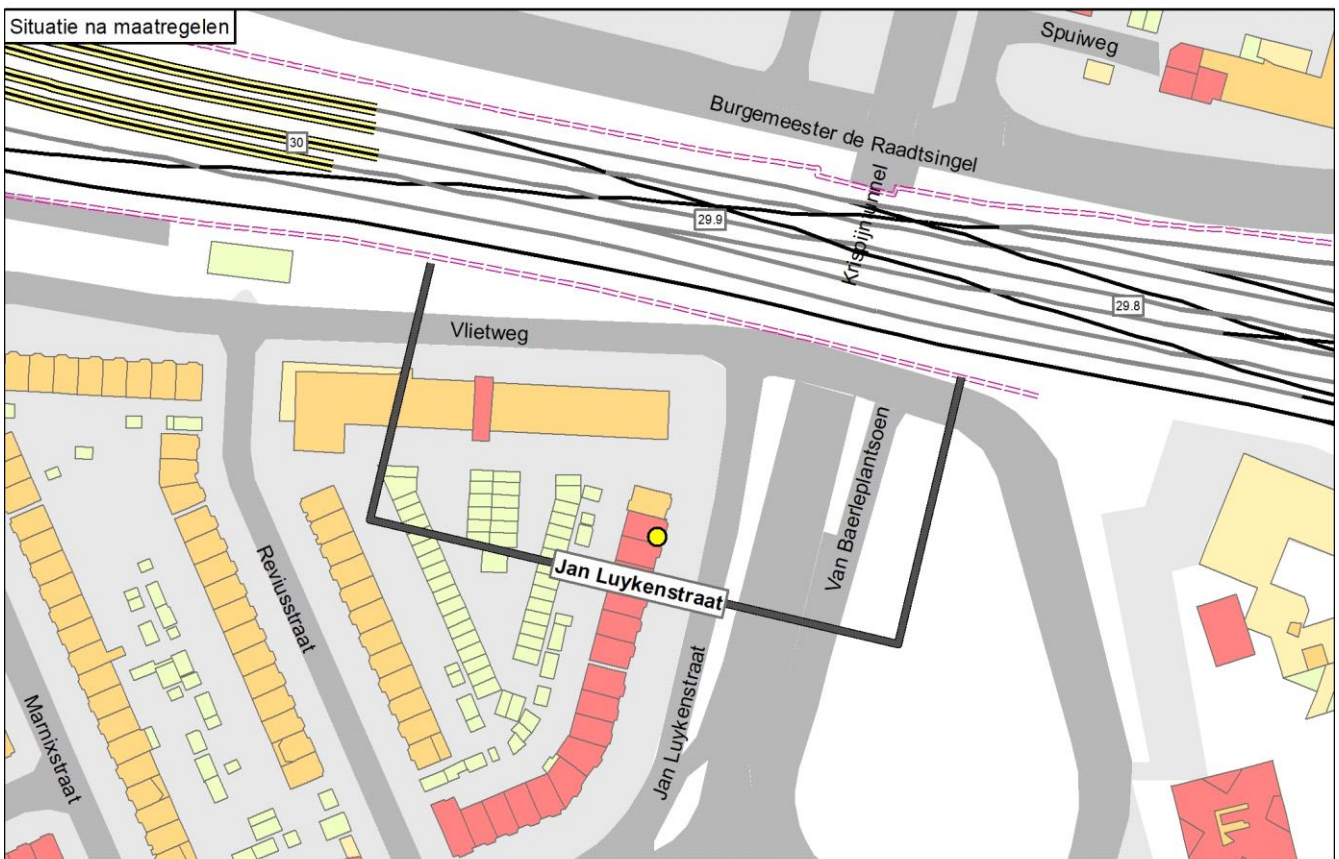 Situatie na maatregelen
Spuiweg
Burgemeester de Raadtsingel
30
29.9
Krispijntunnel
29.8
Vlietweg
Van Baerleplantsoen
Jan Luykenstraat
Reviusstraat
Jan Luykenstraat
Marnixstraat